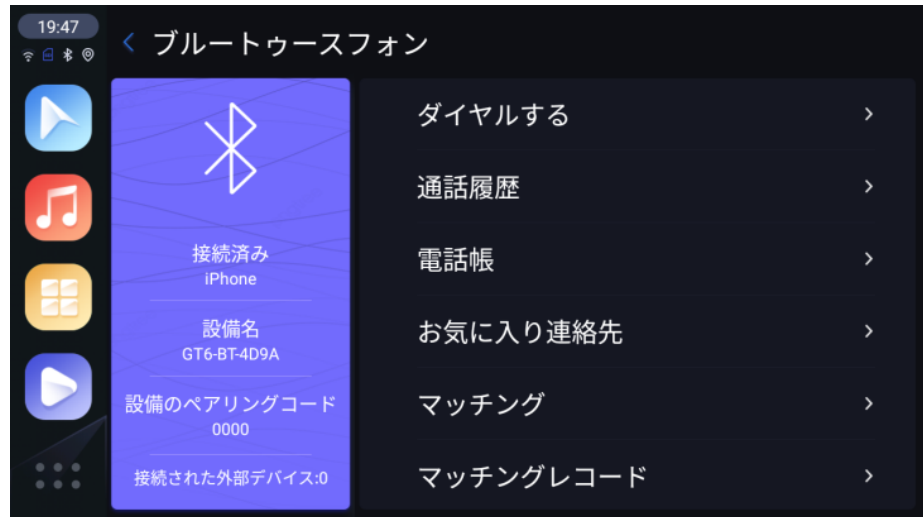 19:47
ブルートゥースフォン
接続済み
iPhone
設備名
GT6-BT-4D9A
設備のペアリングコード
0000
接続された外部デバイス:0
ダイヤルする
通話履歴
電話帳
お気に入り連絡先
マッチング
マッチングレコード